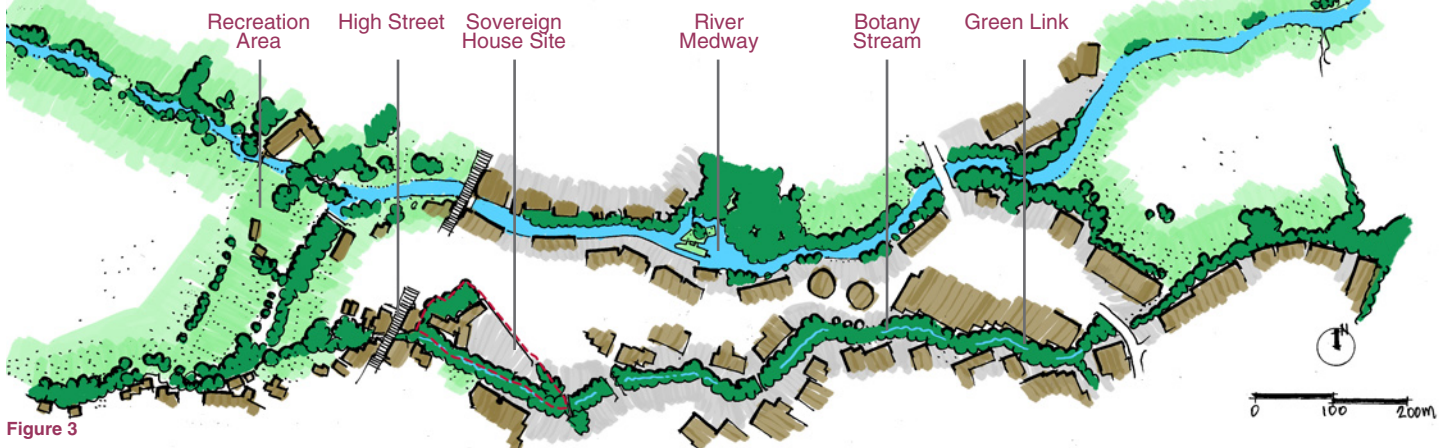 Recreation
Area
High Street
Sovereign
House Site
River
Medway
Botany
Stream
Green Link
N
0 100 200m
Figure 3